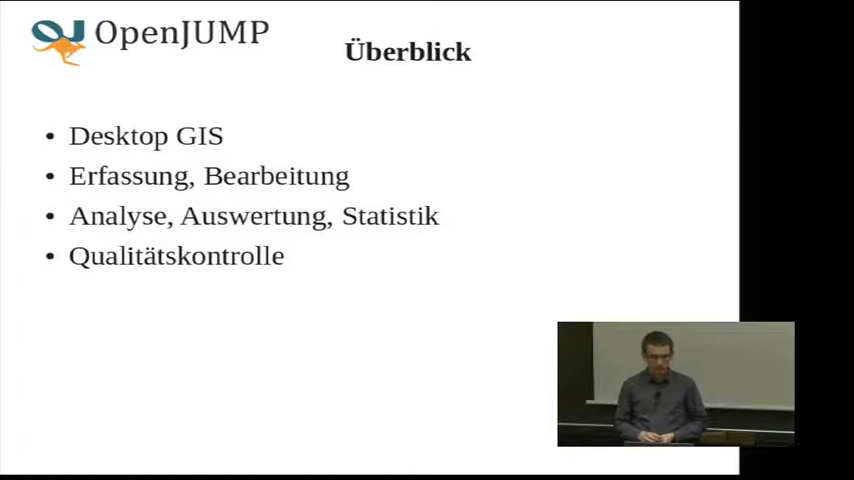 OpenJUMP
Überblick
• Desktop GIS
• Erfassung, Bearbeitung
• Analyse, Auswertung, Statistik
• Qualitätskontrolle